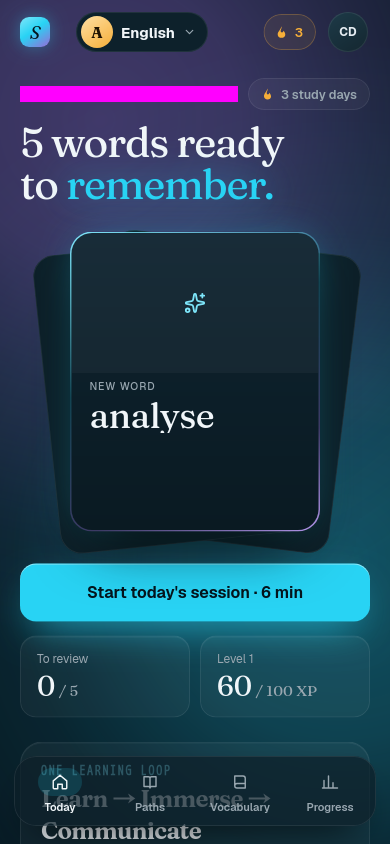 S
A English
3
CD
3 study days
5 words ready
to remember.
NEW WORD
analyse
Start today's session · 6 min
To review
0 / 5
Level 1
60 / 100 XP
ONE LEARNING LOOP
Learn → Immerse →
Communicate
Today
Paths
Vocabulary
Progress